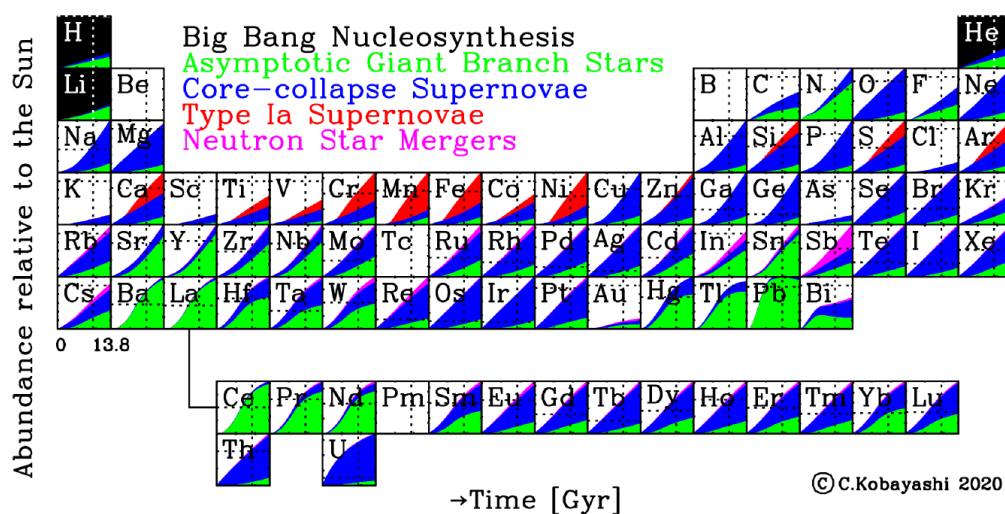 Abundance relative to the Sun
Big Bang Nucleosynthesis
Asymptotic Giant Branch Stars
Core-collapse Supernovae
Type Ia Supernovae
Neutron Star Mergers
H He
Li Be B C N O F Ne
Na Mg Al Si P S Cl Ar
K Ca Sc Ti V Cr Mn Fe Co Ni Cu Zn Ga Ge As Se Br Kr
Rb Sr Y Zr Nb Mo Tc Ru Rh Pd Ag Cd In Sn Sb Te I Xe
Cs Ba La Hf Ta W Re Os Ir Pt Au Hg Tl Pb Bi
0 13.8
Ce Pr Nd Pm Sm Eu Gd Tb Dy Ho Er Tm Yb Lu
Th U
→Time [Gyr]
© C.Kobayashi 2020